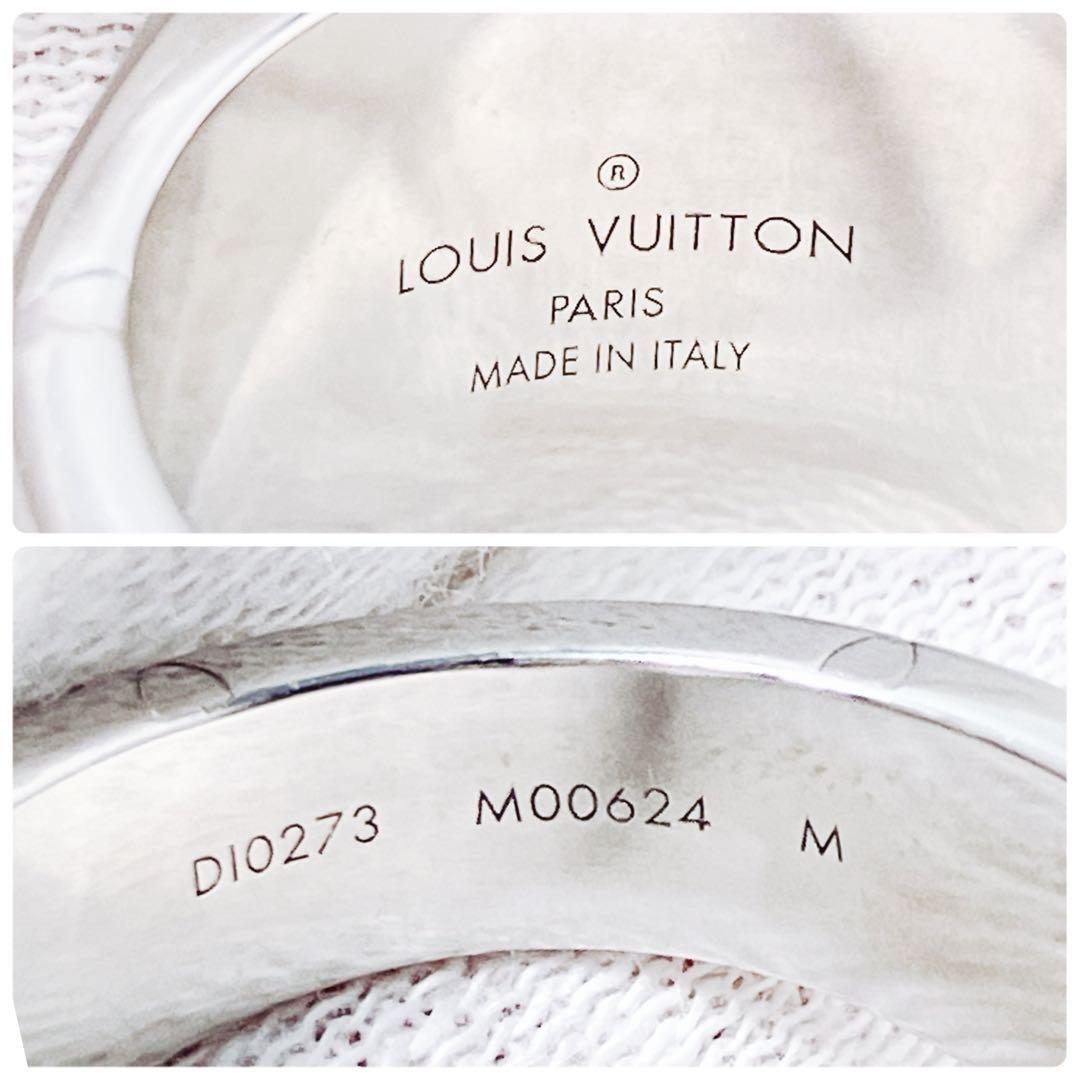 ®
LOUIS VUITTON
PARIS
MADE IN ITALY
DI0273 M00624 M